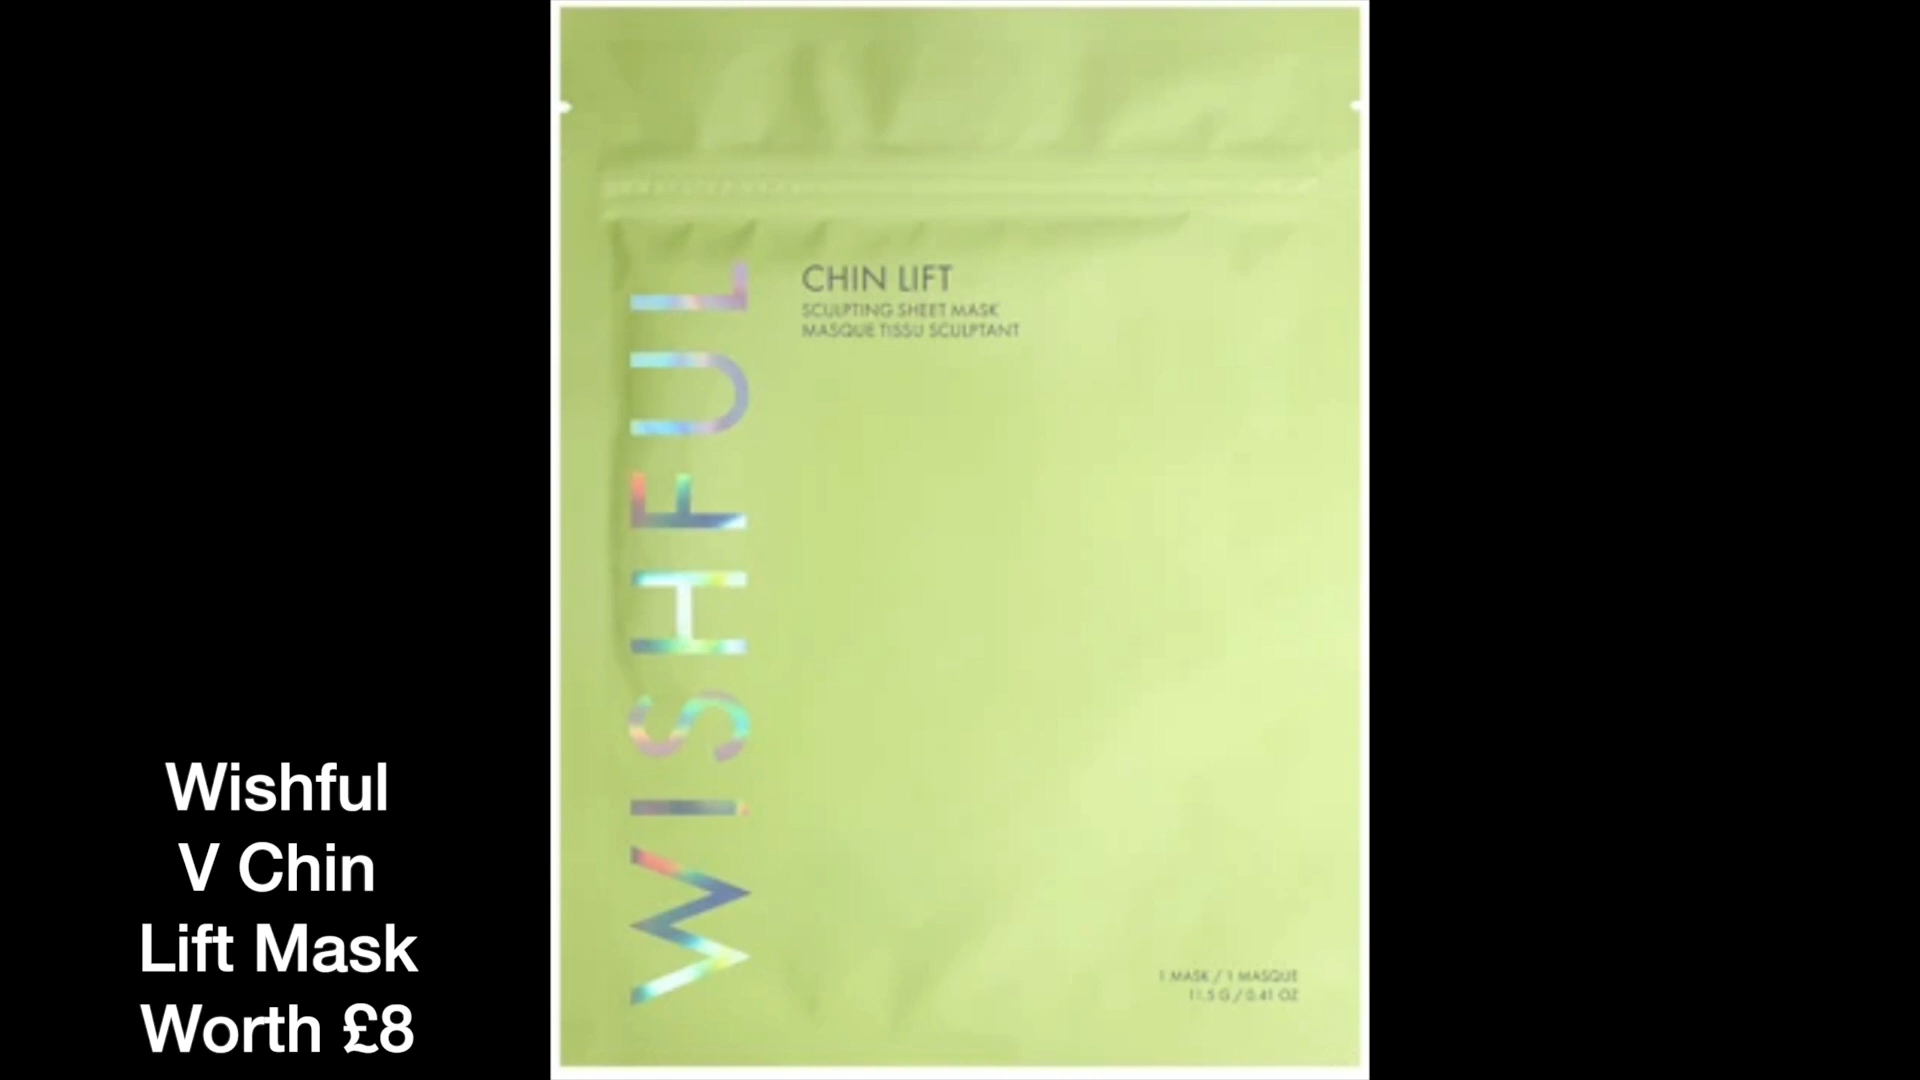 WISHFUL
CHIN LIFT
SCULPTING SHEET MASK
MASQUE TISSU SCULPTANT
1 MASK / 1 MASQUE
11.5 G / 0.41 OZ
Wishful
V Chin
Lift Mask
Worth £8